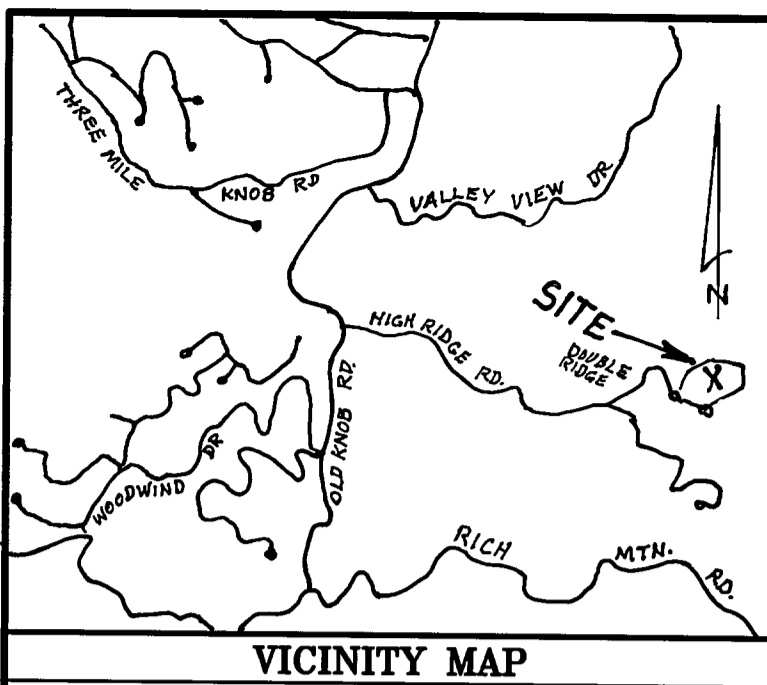 THREE MILE
KNOB RD
VALLEY VIEW DR
N
SITE
HIGH RIDGE RD.
DOUBLE
RIDGE
X
OLD KNOB RD.
WOODWIND DR
RICH MTN. RD.
VICINITY MAP